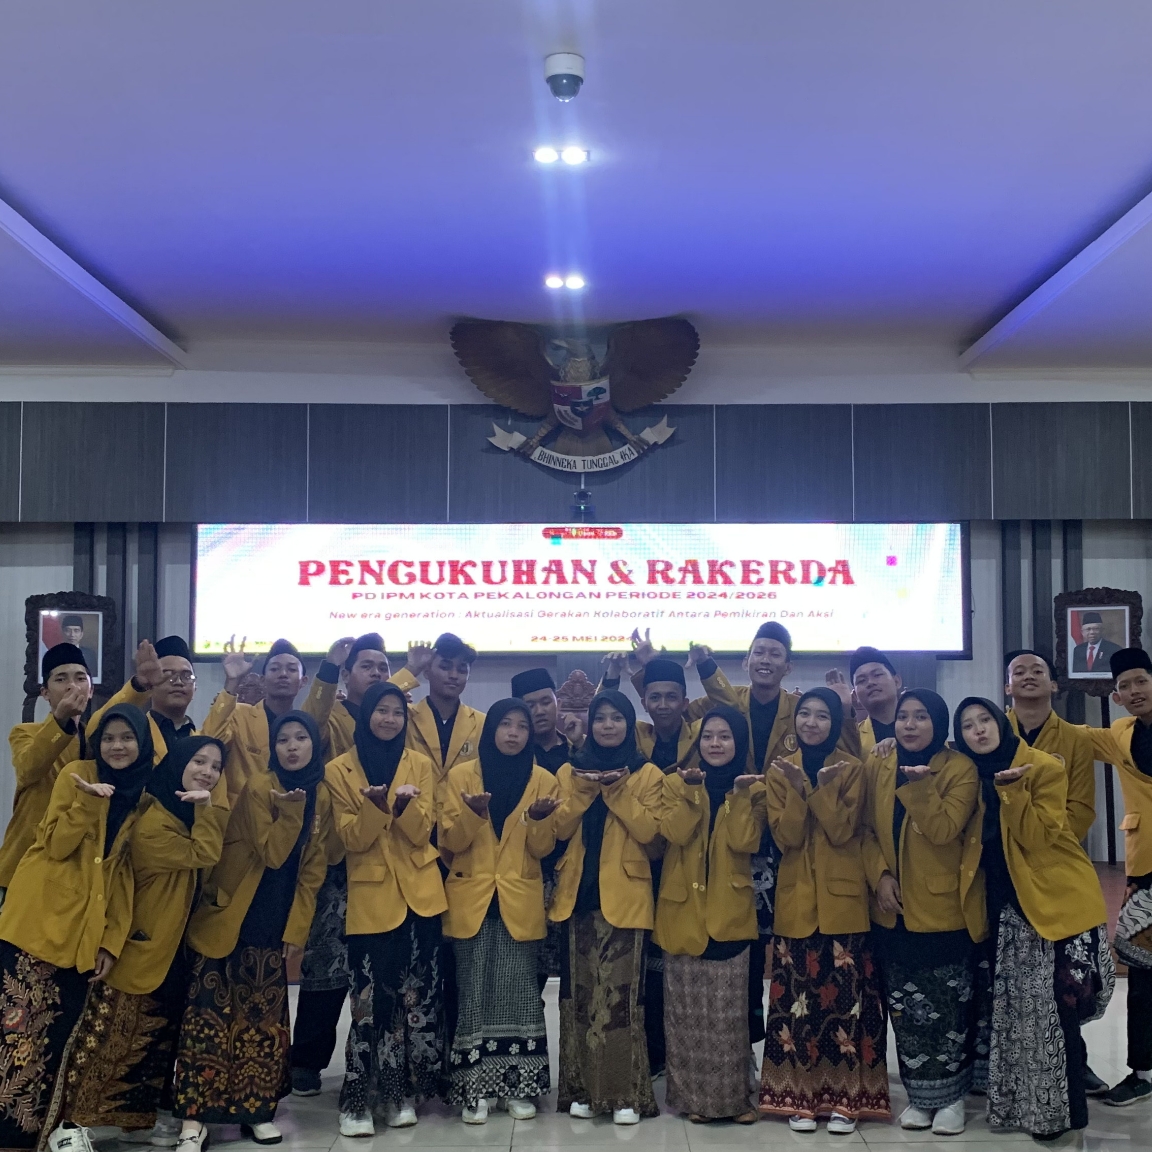 BHINNEKA TUNGGAL IKA
PENGUKUHAN & RAKERDA
PD IPM KOTA PEKALONGAN PERIODE 2024/2026
New era generation : Aktualisasi Gerakan Kolaboratif Antara Pemikiran Dan Aksi
24-25 MEI 2024